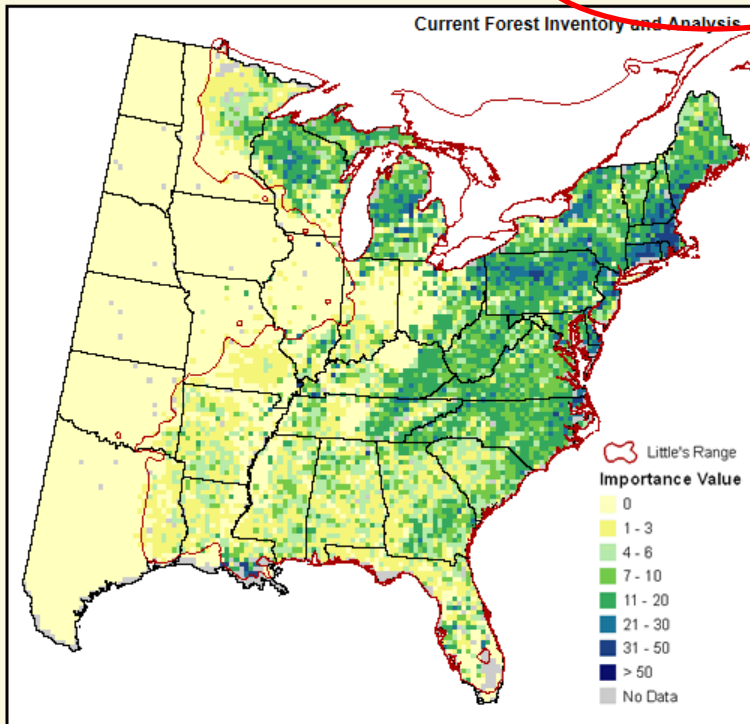 Current Forest Inventory and Analysis
Little's Range
Importance Value
0
1 - 3
4 - 6
7 - 10
11 - 20
21 - 30
31 - 50
> 50
No Data